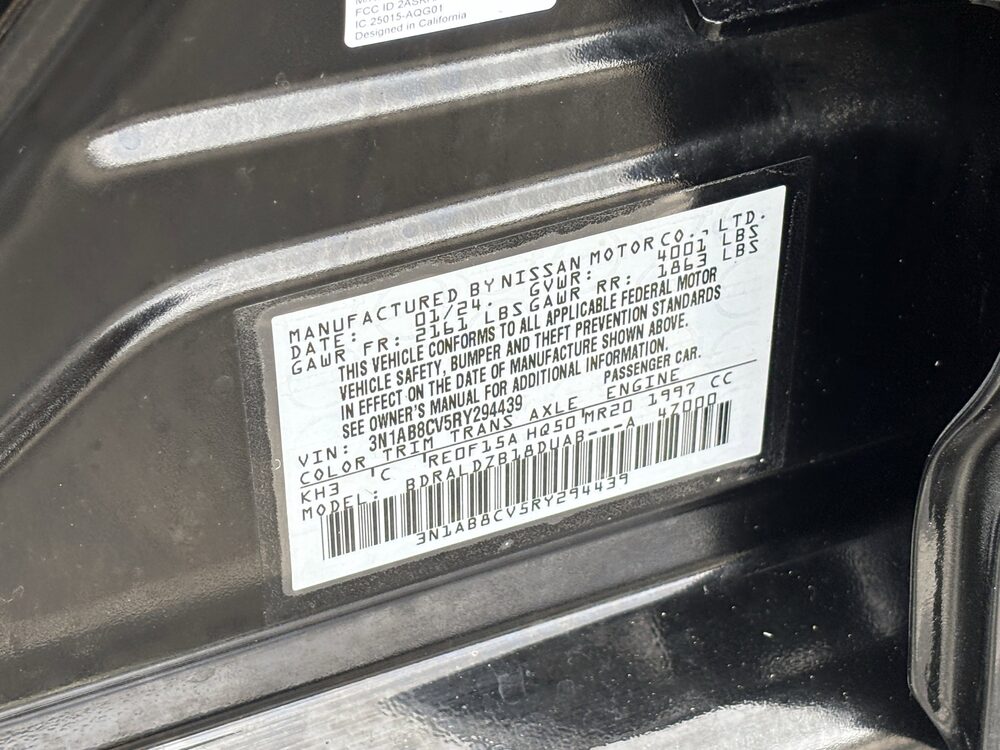 FCC ID 2ASKH
IC 25015-AQG01
Designed in California
MANUFACTURED BY NISSAN MOTOR CO., LTD.
DATE: 01/24. GVWR: 4001 LBS
GAWR FR: 2161 LBS GAWR RR: 1863 LBS
THIS VEHICLE CONFORMS TO ALL APPLICABLE FEDERAL MOTOR
VEHICLE SAFETY, BUMPER AND THEFT PREVENTION STANDARDS
IN EFFECT ON THE DATE OF MANUFACTURE SHOWN ABOVE.
SEE OWNER'S MANUAL FOR ADDITIONAL INFORMATION.
VIN: 3N1AB8CV5RY294439 PASSENGER CAR.
COLOR TRIM TRANS AXLE ENGINE
KH3 'C 'RE0F15A HQ50 MR20 1997 CC
MODEL: BDRALDZB18DUAB---A 47000
3N1AB8CV5RY294439